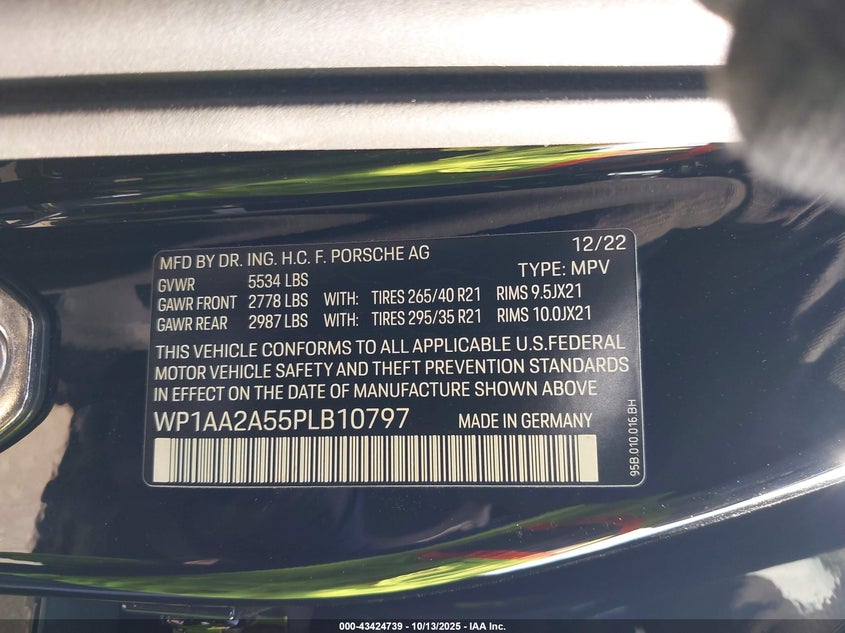 MFD BY DR. ING. H.C. F. PORSCHE AG 12/22
GVWR 5534 LBS TYPE: MPV
GAWR FRONT 2778 LBS WITH: TIRES 265/40 R21 RIMS 9.5JX21
GAWR REAR 2987 LBS WITH: TIRES 295/35 R21 RIMS 10.0JX21
THIS VEHICLE CONFORMS TO ALL APPLICABLE U.S.FEDERAL
MOTOR VEHICLE SAFETY AND THEFT PREVENTION STANDARDS
IN EFFECT ON THE DATE OF MANUFACTURE SHOWN ABOVE
WP1AA2A55PLB10797 MADE IN GERMANY
95B.010.016.BH
000-43424739 - 10/13/2025 - IAA Inc.